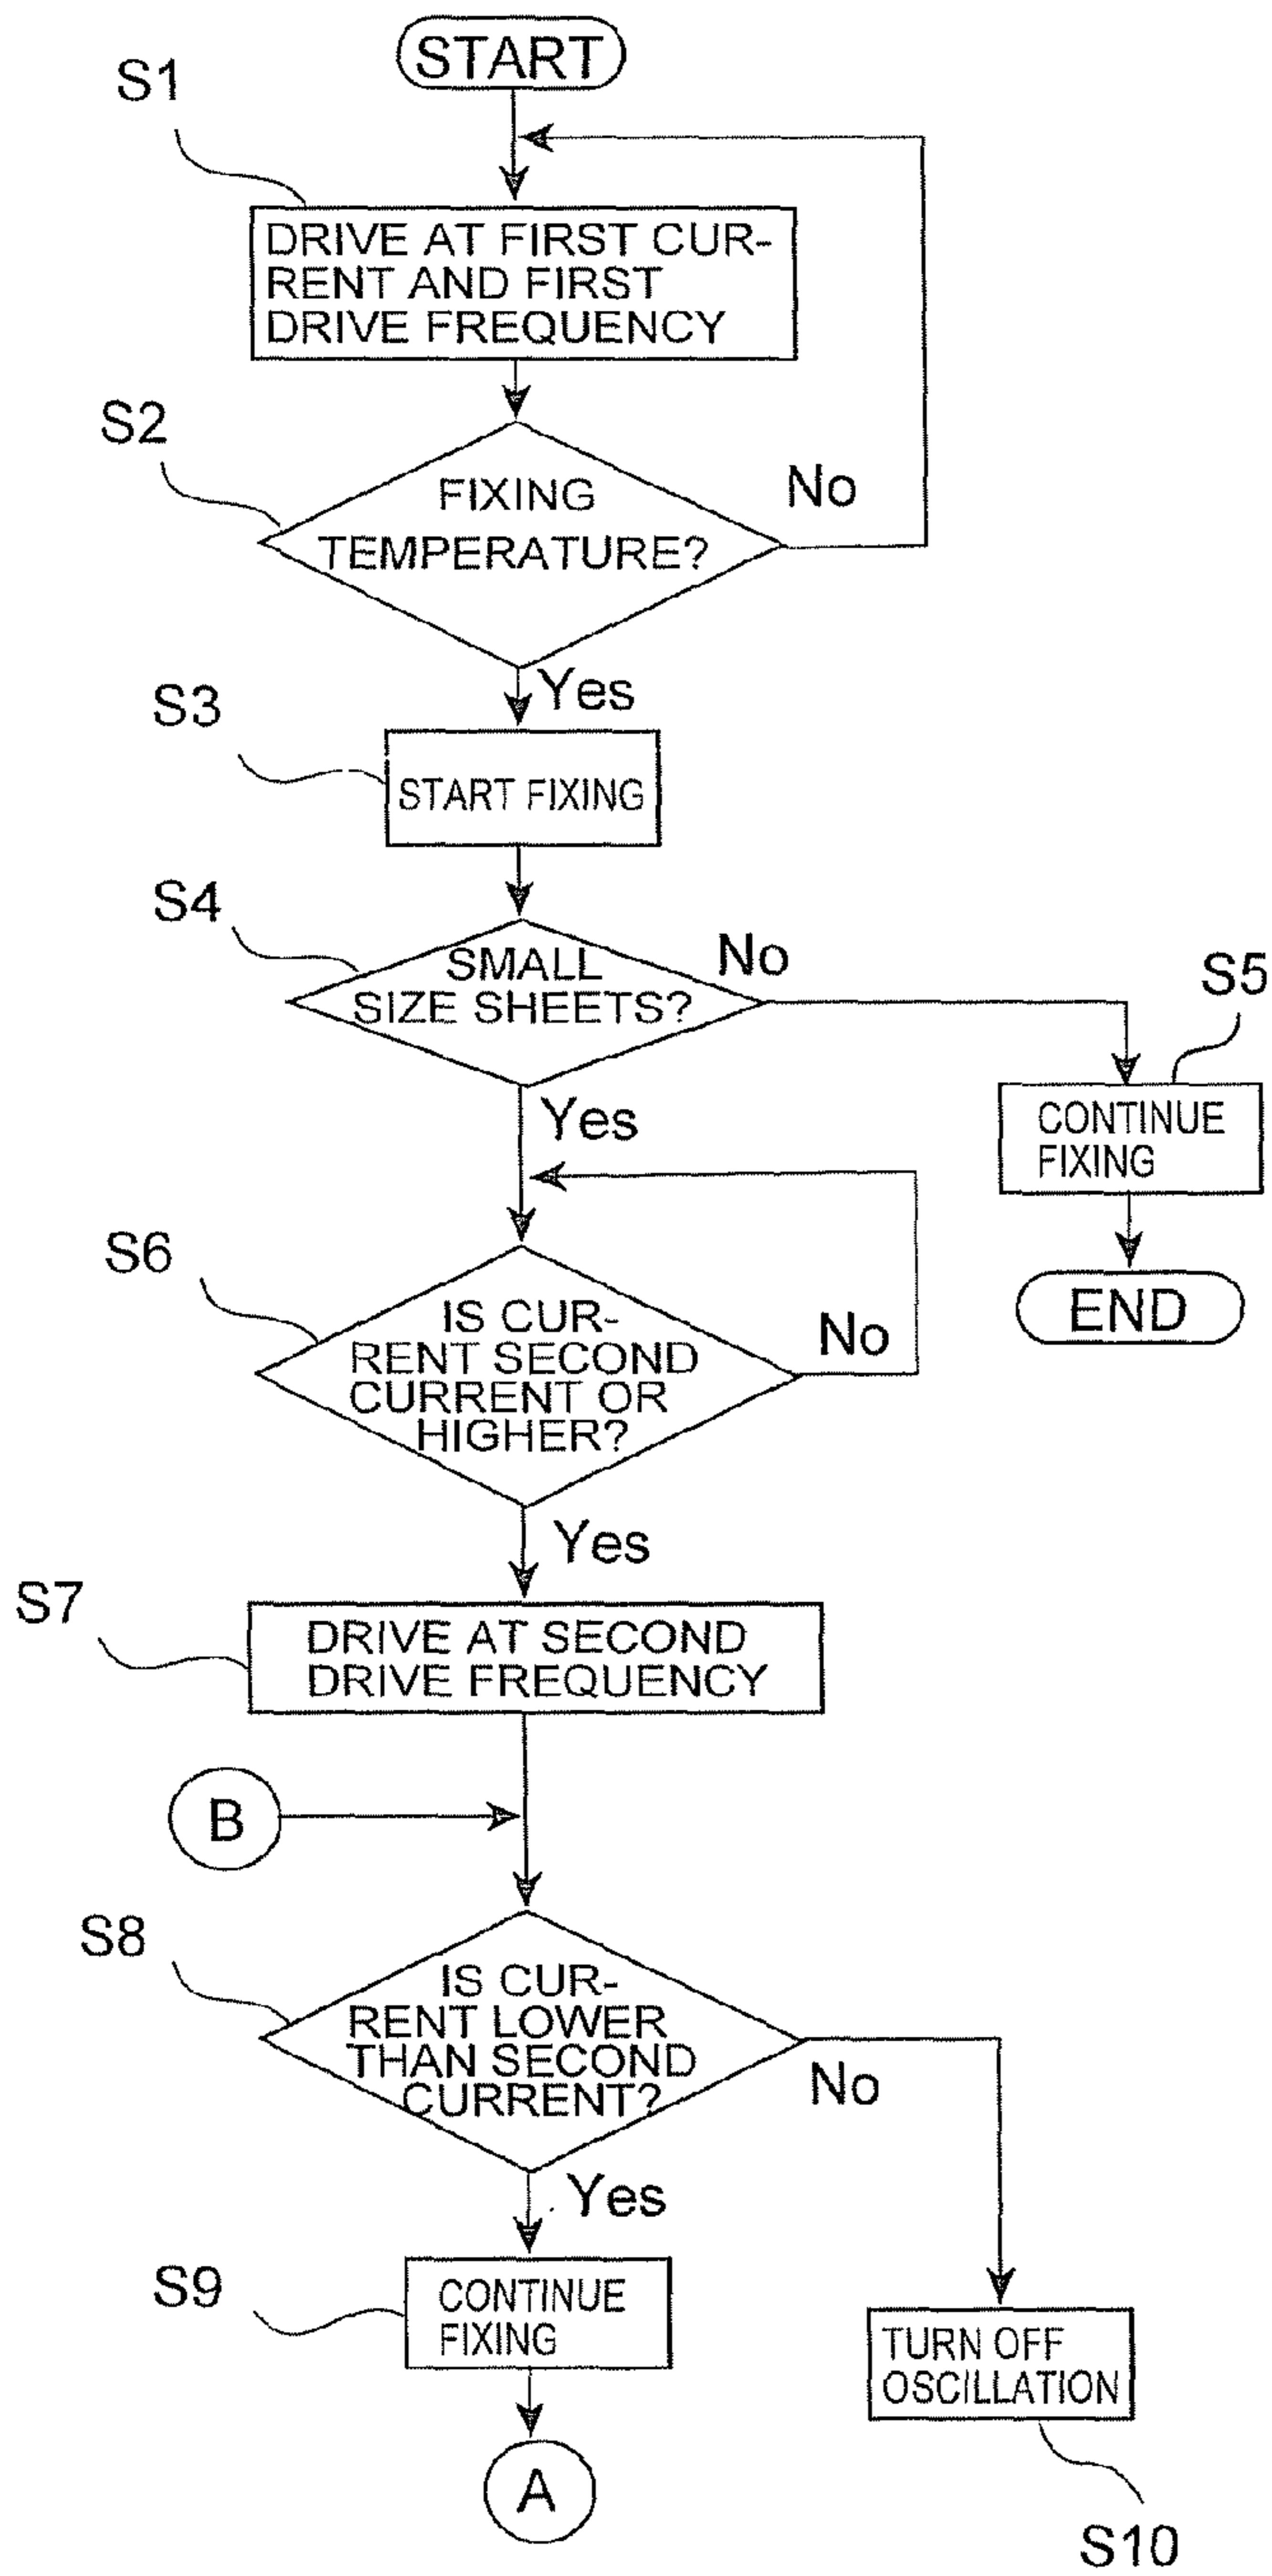 START
S1
DRIVE AT FIRST CUR-
RENT AND FIRST
DRIVE FREQUENCY
S2
FIXING
TEMPERATURE?
No
Yes
S3
START FIXING
S4
SMALL
SIZE SHEETS?
No
S5
CONTINUE
FIXING
END
Yes
S6
IS CUR-
RENT SECOND
CURRENT OR
HIGHER?
No
Yes
S7
DRIVE AT SECOND
DRIVE FREQUENCY
B
S8
IS CUR-
RENT LOWER
THAN SECOND
CURRENT?
No
Yes
S9
CONTINUE
FIXING
TURN OFF
OSCILLATION
A
S10